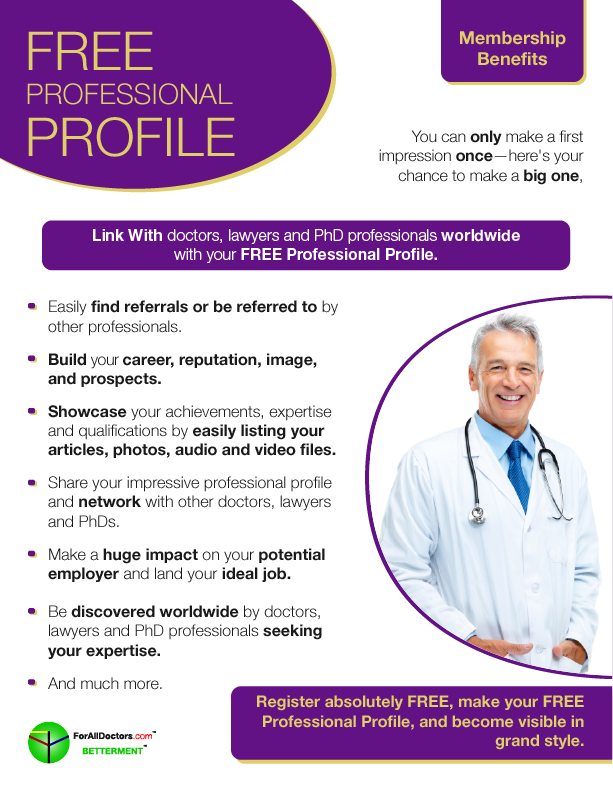 FREE
PROFESSIONAL
PROFILE
Membership
Benefits
You can only make a first
impression once—here's your
chance to make a big one,
Link With doctors, lawyers and PhD professionals worldwide
with your FREE Professional Profile.
Easily find referrals or be referred to by
other professionals.
Build your career, reputation, image,
and prospects.
Showcase your achievements, expertise
and qualifications by easily listing your
articles, photos, audio and video files.
Share your impressive professional profile
and network with other doctors, lawyers
and PhDs.
Make a huge impact on your potential
employer and land your ideal job.
Be discovered worldwide by doctors,
lawyers and PhD professionals seeking
your expertise.
And much more.
Register absolutely FREE, make your FREE
Professional Profile, and become visible in
grand style.
ForAllDoctors.com™
BETTERMENT™